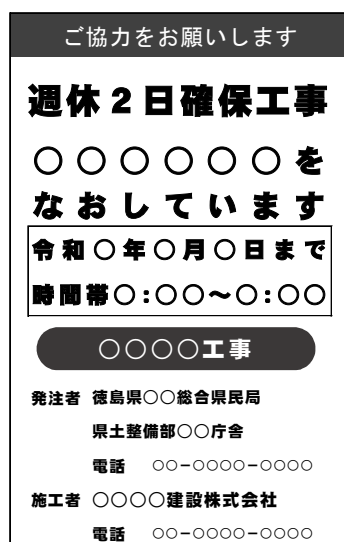 ご協力をお願いします
週休2日確保工事
○○○○○○を
なおしています
令和○年○月○日まで
時間帯○:○○~○:○○
○○○○工事
発注者 徳島県○○総合県民局
県土整備部○○庁舎
電話 ○○-○○○○-○○○○
施工者 ○○○○建設株式会社
電話 ○○-○○○○-○○○○